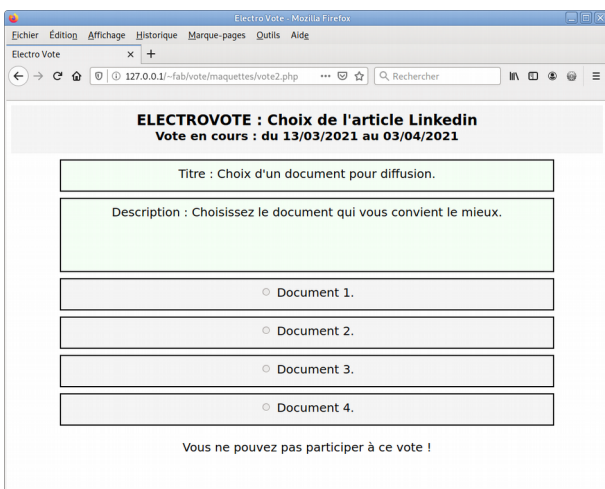 Electro Vote - Mozilla Firefox
Fichier Édition Affichage Historique Marque-pages Outils Aide
Electro Vote × +
127.0.0.1/~fab/vote/maquettes/vote2.php ••• Rechercher
ELECTROVOTE : Choix de l'article Linkedin
Vote en cours : du 13/03/2021 au 03/04/2021
Titre : Choix d'un document pour diffusion.
Description : Choisissez le document qui vous convient le mieux.
Document 1.
Document 2.
Document 3.
Document 4.
Vous ne pouvez pas participer à ce vote !